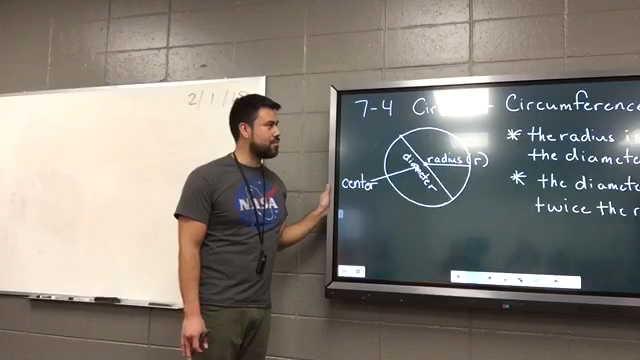 2/1/18
NASA
7-4 Circumference
* the radius is
the diamete
* the diamete
twice the r
radius (r)
diameter
center